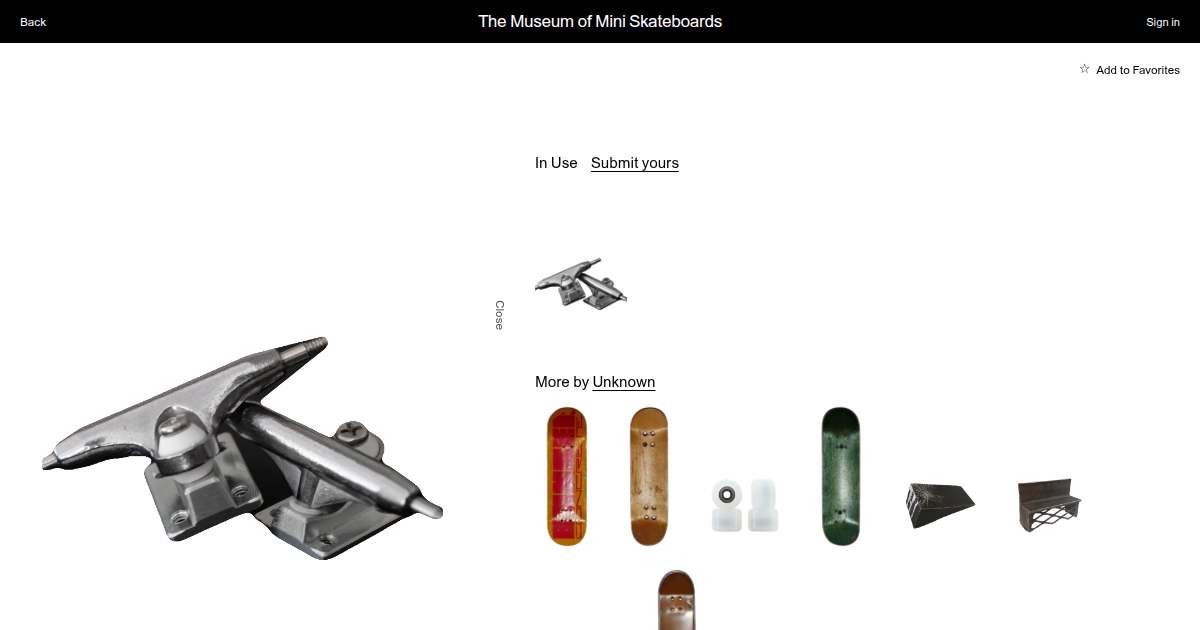 Back
The Museum of Mini Skateboards
Sign in
☆ Add to Favorites
In Use Submit yours
Close
More by Unknown